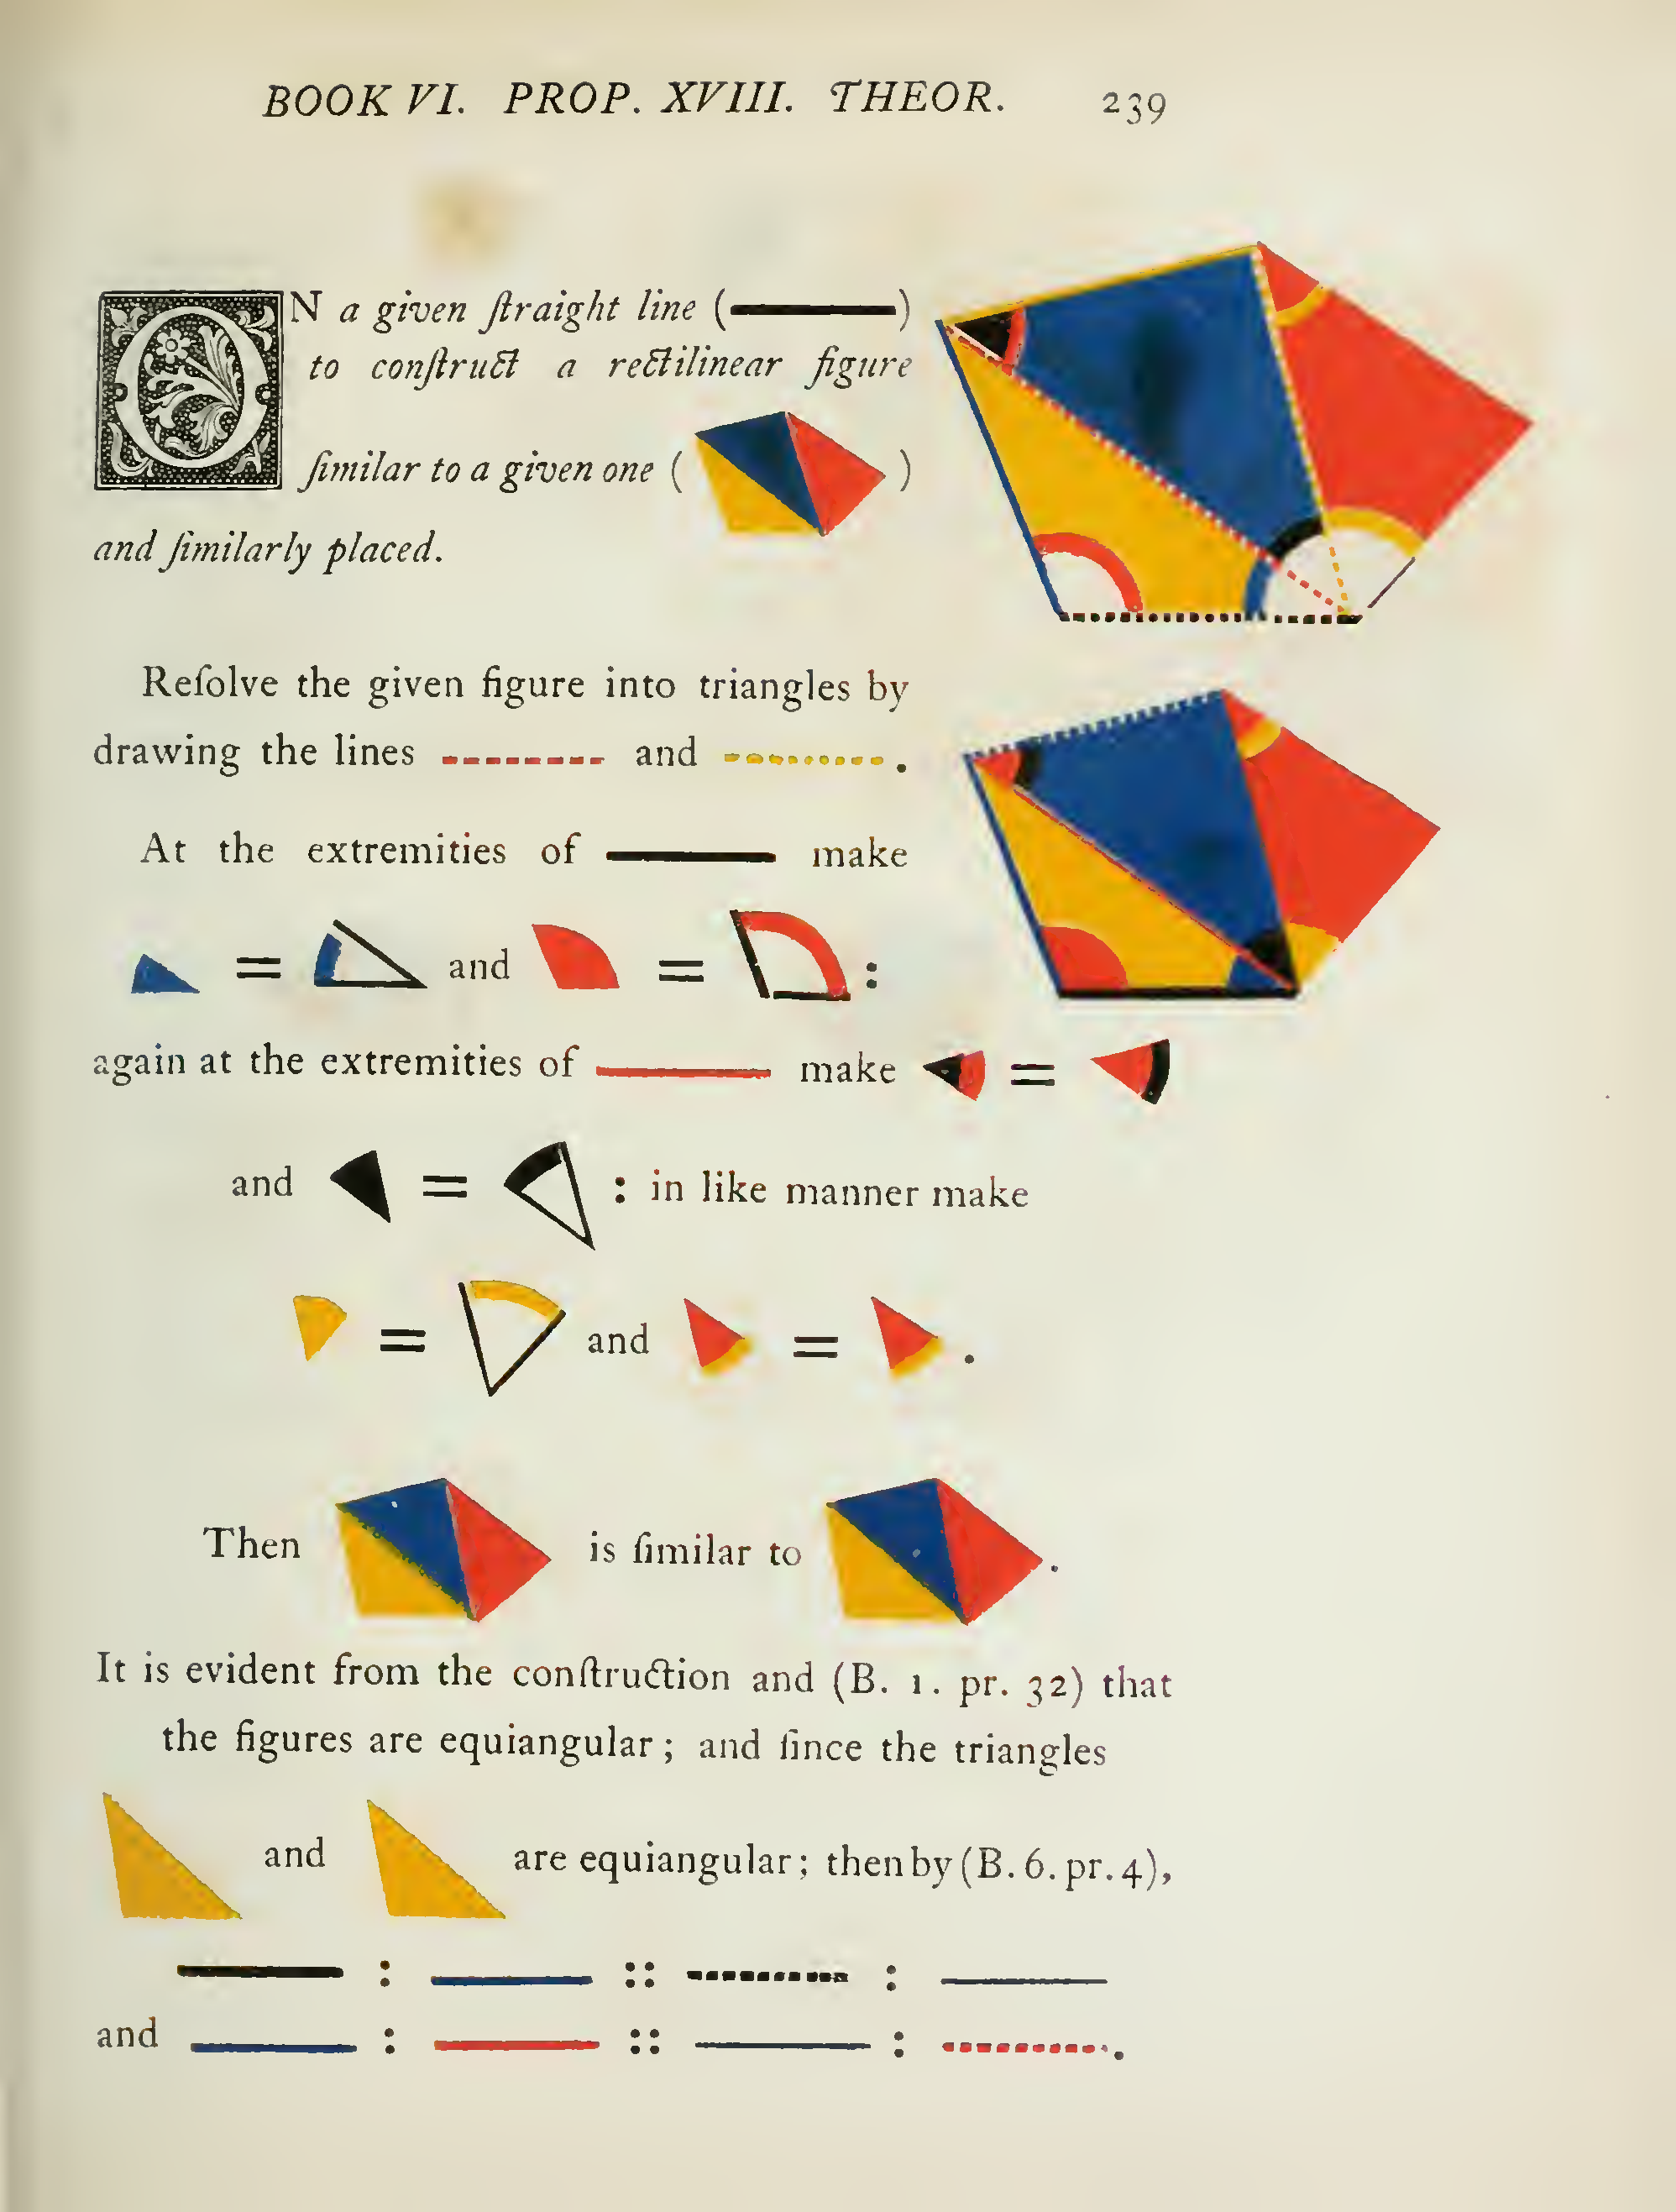 BOOK VI. PROP. XVIII. THEOR. 239
ON a given ſtraight line ( )
to conſtruct a rectilinear figure
ſimilar to a given one ( )
and ſimilarly placed.
Reſolve the given figure into triangles by
drawing the lines and .
At the extremities of make
= and = :
again at the extremities of make =
and = : in like manner make
= and = .
Then is ſimilar to .
It is evident from the conſtruction and (B. 1. pr. 32) that
the figures are equiangular; and ſince the triangles
and are equiangular; then by (B. 6. pr. 4),
: :: :
and : :: : .